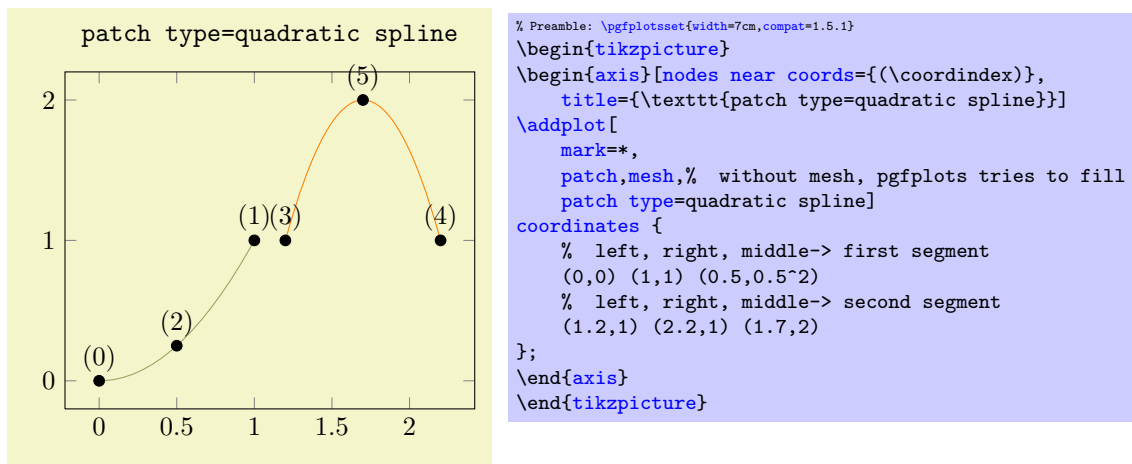 patch type=quadratic spline
(5)
2
(1)(3)
(4)
1
(2)
(0)
0
0 0.5 1 1.5 2
% Preamble: \pgfplotsset{width=7cm,compat=1.5.1}
\begin{tikzpicture}
\begin{axis}[nodes near coords={(\coordindex)},
title={\texttt{patch type=quadratic spline}}]
\addplot[
mark=*,
patch,mesh,% without mesh, pgfplots tries to fill
patch type=quadratic spline]
coordinates {
% left, right, middle-> first segment
(0,0) (1,1) (0.5,0.5^2)
% left, right, middle-> second segment
(1.2,1) (2.2,1) (1.7,2)
};
\end{axis}
\end{tikzpicture}